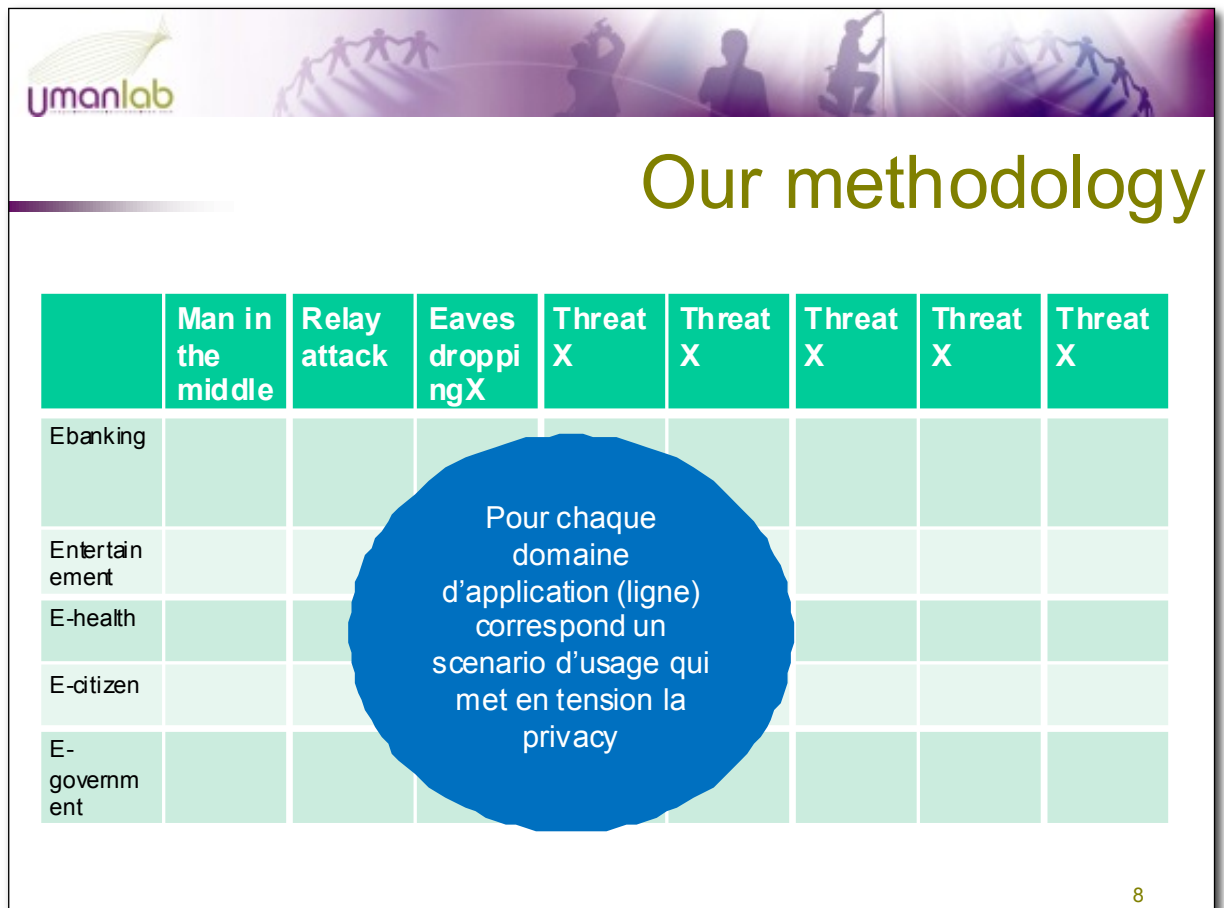 umanlab
Our methodology
Man in
the
middle
Relay
attack
Eaves
droppi
ngX
Threat
X
Threat
X
Threat
X
Threat
X
Threat
X
Ebanking
Entertain
ement
E-health
E-citizen
E-
governm
ent
Pour chaque
domaine
d'application (ligne)
correspond un
scenario d'usage qui
met en tension la
privacy
8